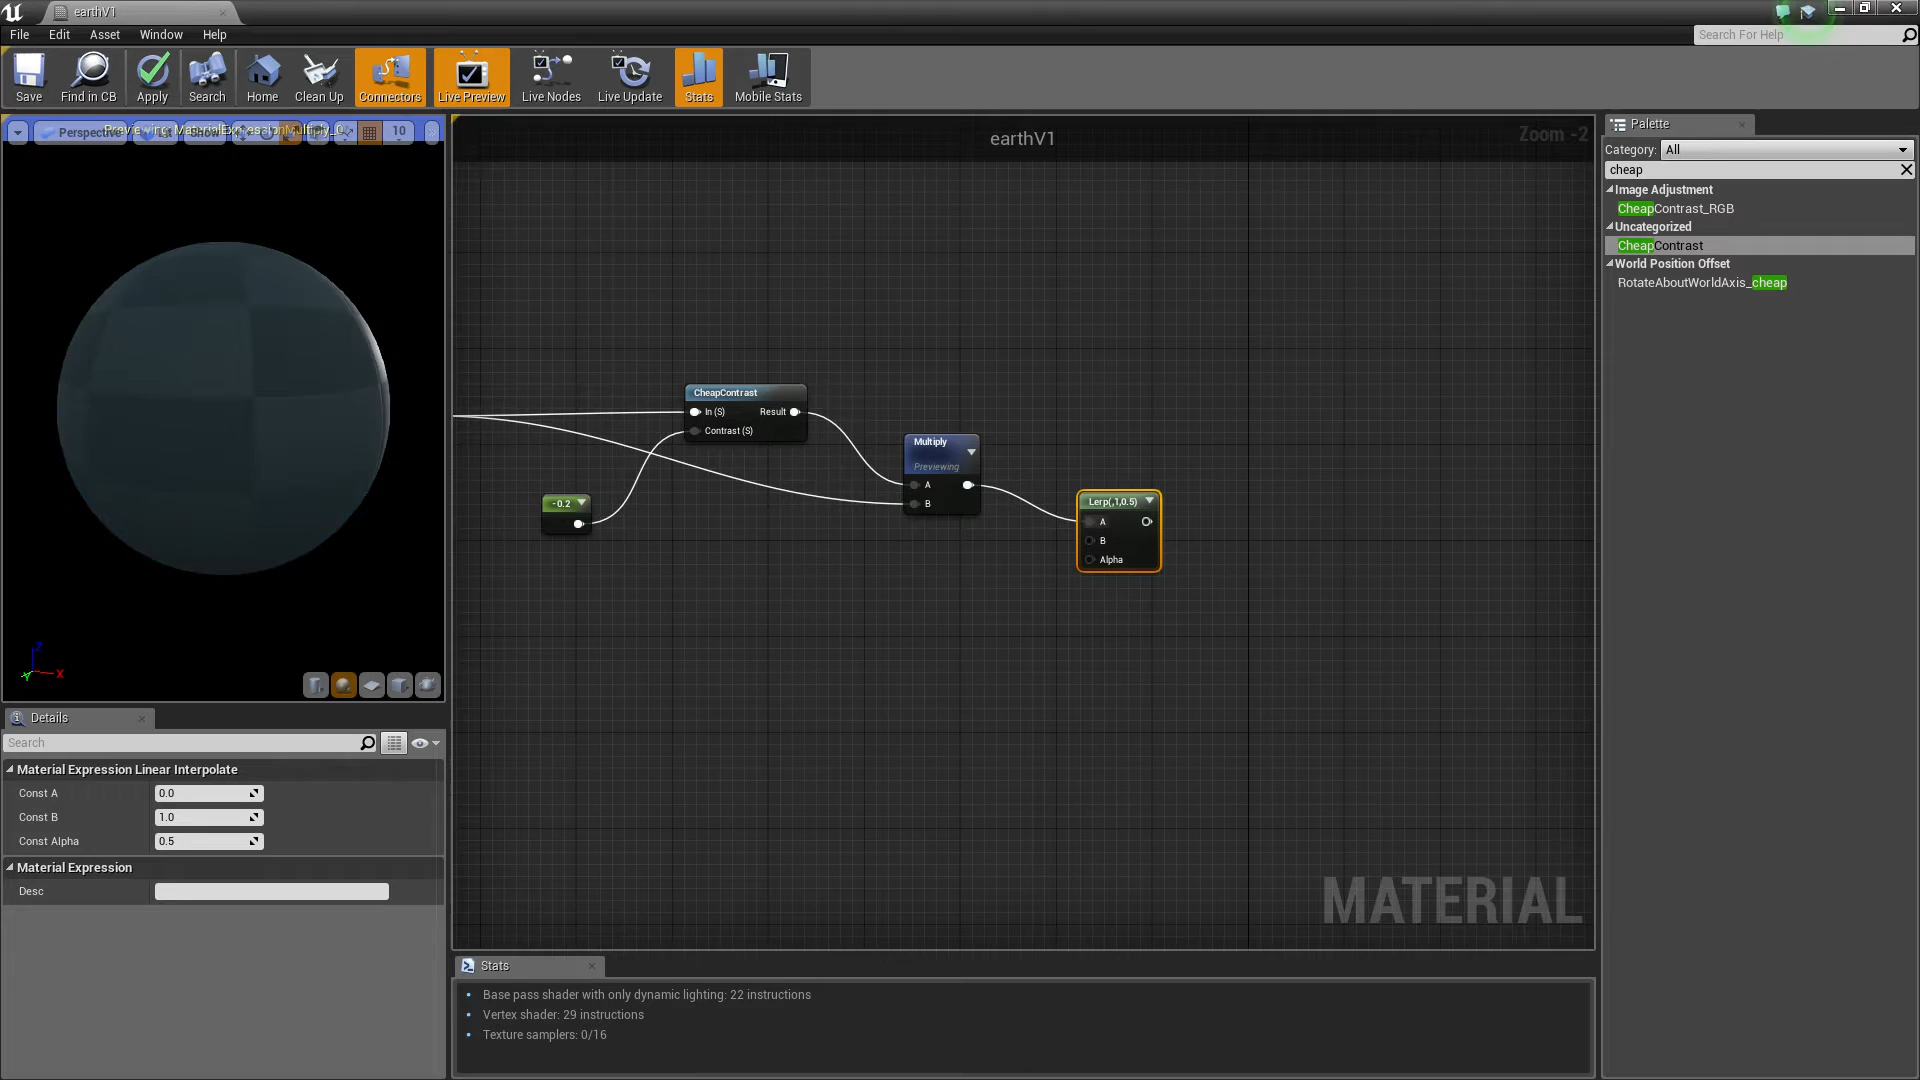 earthV1
File Edit Asset Window Help
Search For Help
Save Find in CB Apply Search Home Clean Up Connectors Live Preview Live Nodes Live Update Stats Mobile Stats
Perspective
Previewing: MaterialExpressionMultiply_0
Lit
Show
10
earthV1
Zoom -2
CheapContrast
In (S) Result
Contrast (S)
Multiply
Previewing
A
B
-0.2
Lerp(,1,0.5)
A
B
Alpha
MATERIAL
Z
X
Y
Palette
Category: All
cheap
Image Adjustment
CheapContrast_RGB
Uncategorized
CheapContrast
World Position Offset
RotateAboutWorldAxis_cheap
Details
Search
Material Expression Linear Interpolate
Const A 0.0
Const B 1.0
Const Alpha 0.5
Material Expression
Desc
Stats
Base pass shader with only dynamic lighting: 22 instructions
Vertex shader: 29 instructions
Texture samplers: 0/16